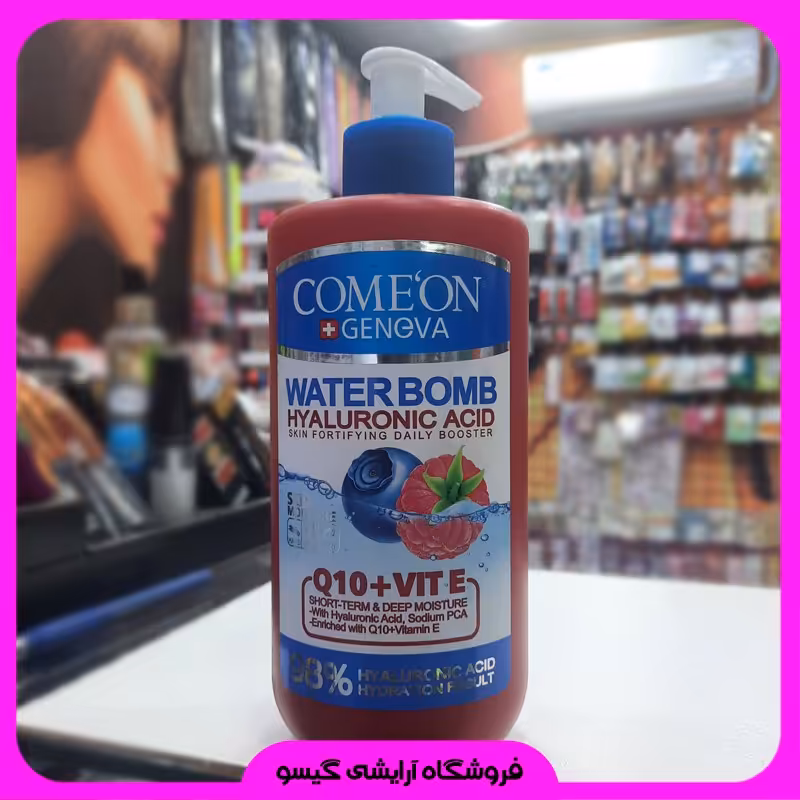 COME'ON
GENEVA
WATER BOMB
HYALURONIC ACID
SKIN FORTIFYING DAILY BOOSTER
Q10+VIT E
SHORT-TERM & DEEP MOISTURE
-With Hyaluronic Acid, Sodium PCA
-Enriched with Q10+Vitamin E
98% HYALURONIC ACID
HYDRATION RESULT
فروشگاه آرایشی گیسو